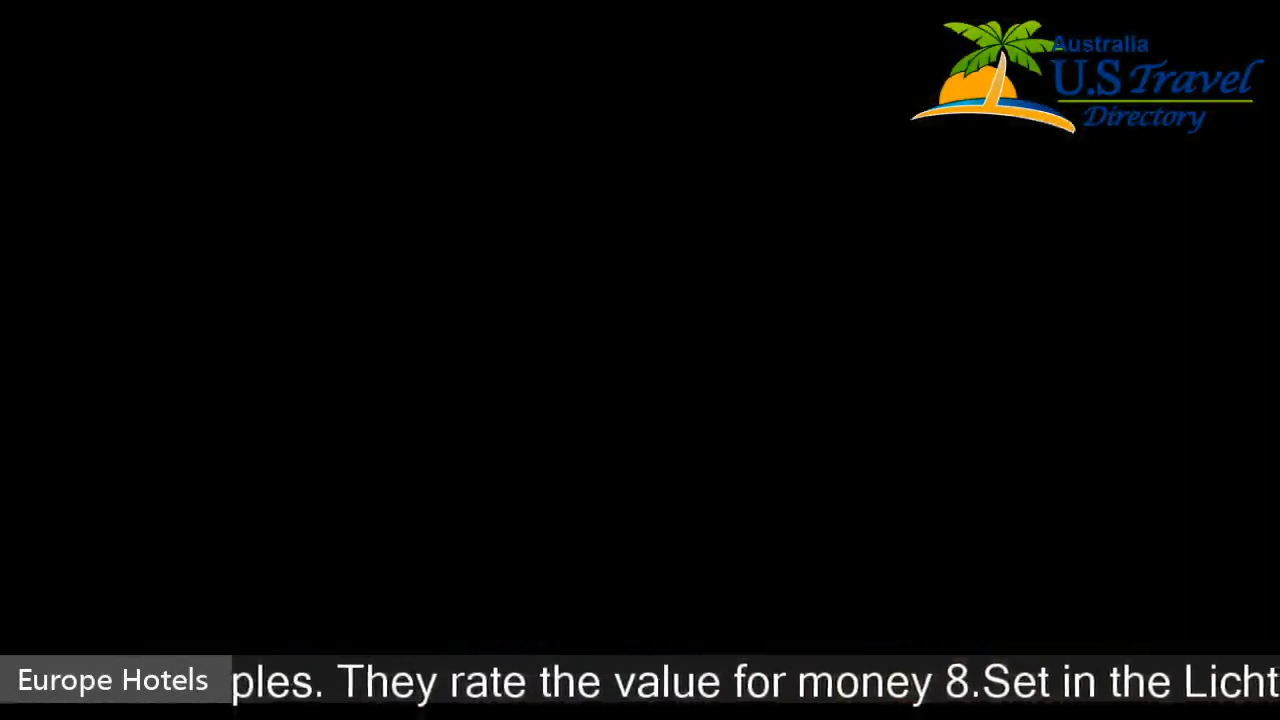 Australia
U.S Travel
Directory
Europe Hotels
ples. They rate the value for money 8.Set in the Licht